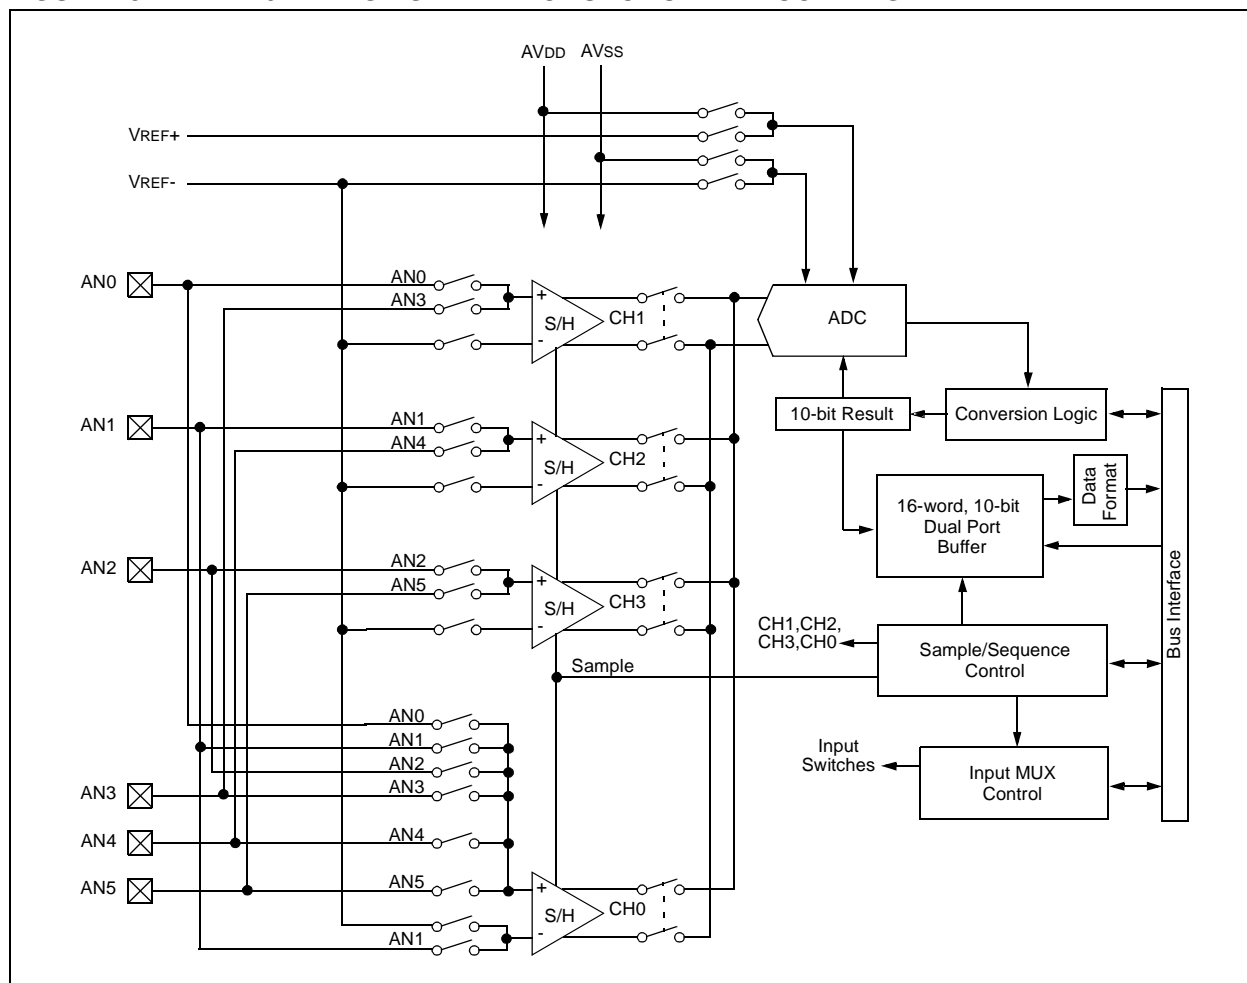 AVDD AVSS
VREF+
VREF-
AN0
AN0
AN3
+
S/H
-
CH1
ADC
AN1
AN1
AN4
+
S/H
-
CH2
10-bit Result
Conversion Logic
16-word, 10-bit
Dual Port
Buffer
Data
Format
Bus Interface
AN2
AN2
AN5
+
S/H
-
CH3
CH1,CH2,
CH3,CH0
Sample/Sequence
Control
Sample
AN0
AN1
AN2
AN3
AN3
AN4
AN4
AN5
AN5
AN1
+
S/H
-
CH0
Input
Switches
Input MUX
Control